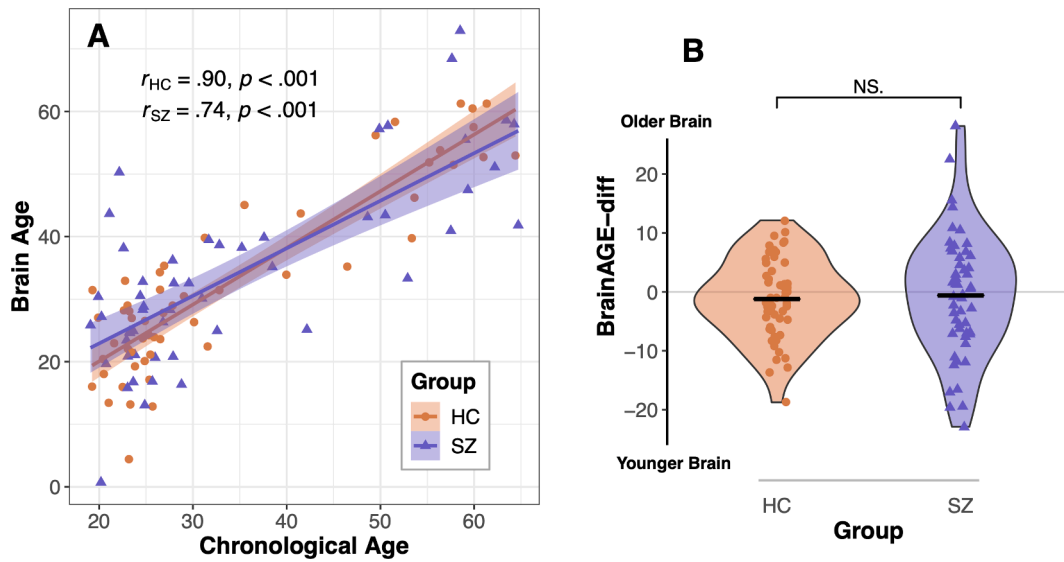 A
r_HC = .90, p < .001
r_SZ = .74, p < .001
60
40
20
0
Brain Age
20 30 40 50 60
Chronological Age
Group
HC
SZ
B
NS.
Older Brain
20
10
0
−10
−20
BrainAGE−diff
Younger Brain
HC SZ
Group